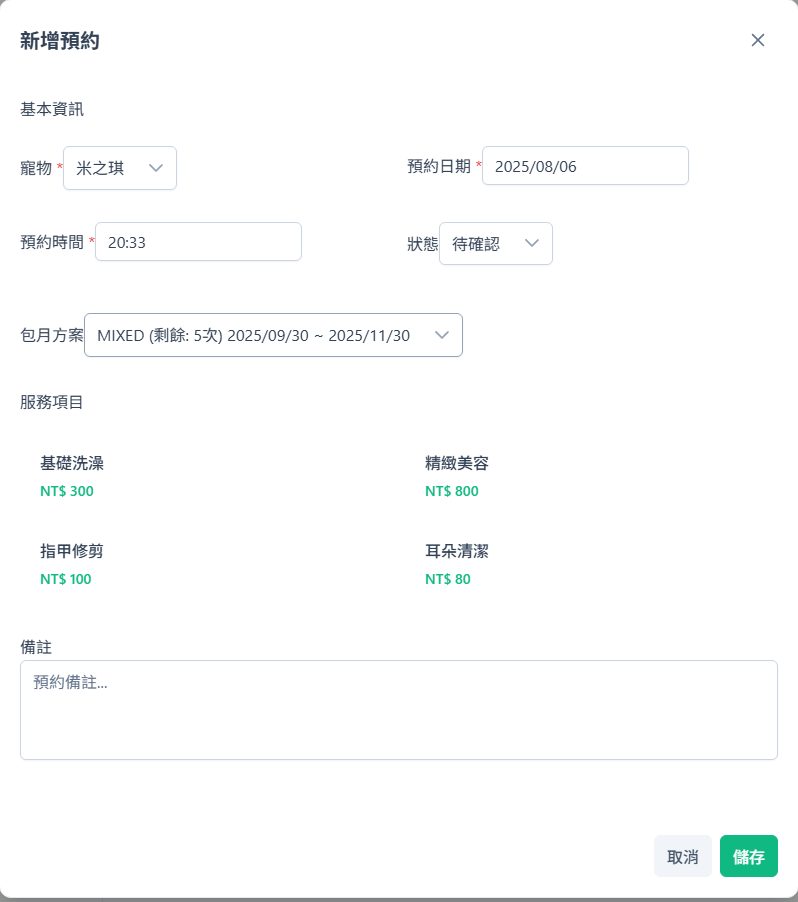 新增預約
基本資訊
寵物 * 米之琪 預約日期 * 2025/08/06
預約時間 * 20:33 狀態 待確認
包月方案 MIXED (剩餘: 5次) 2025/09/30 ~ 2025/11/30
服務項目
基礎洗澡 精緻美容
NT$ 300 NT$ 800
指甲修剪 耳朵清潔
NT$ 100 NT$ 80
備註
預約備註...
取消 儲存